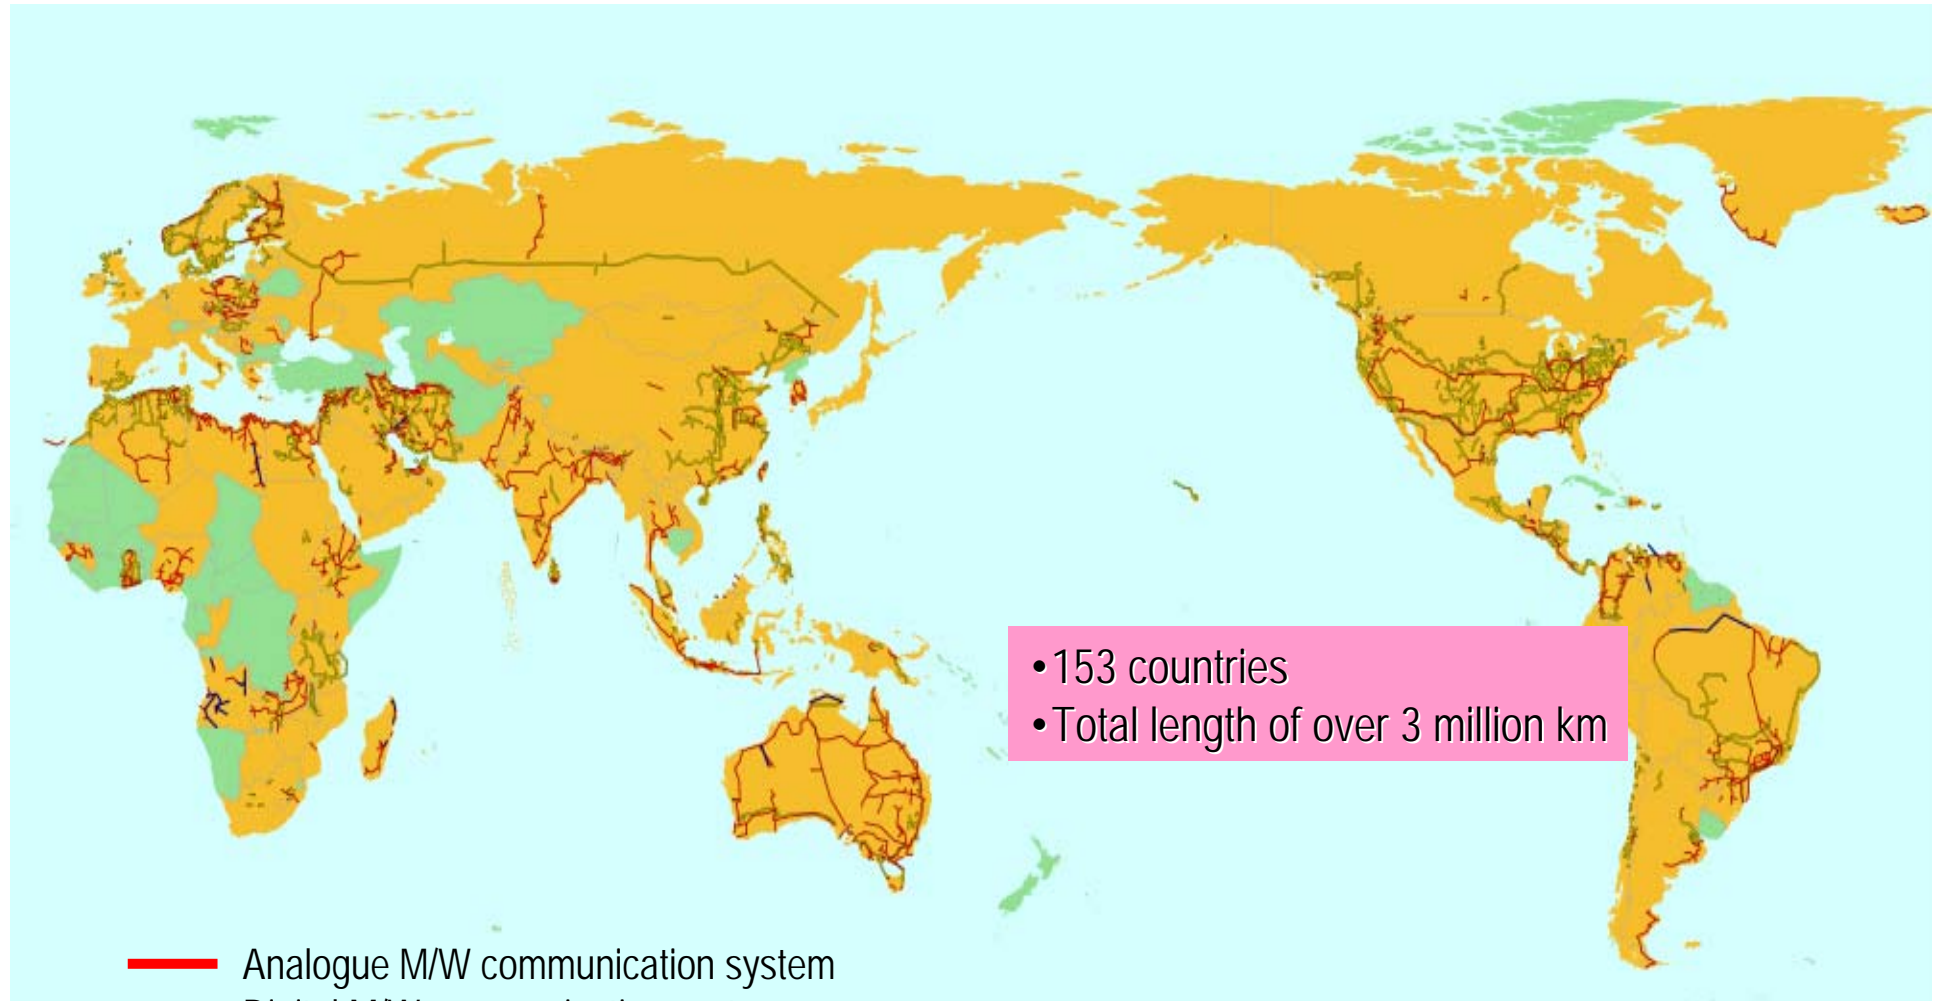 •153 countries
•Total length of over 3 million km
Analogue M/W communication system